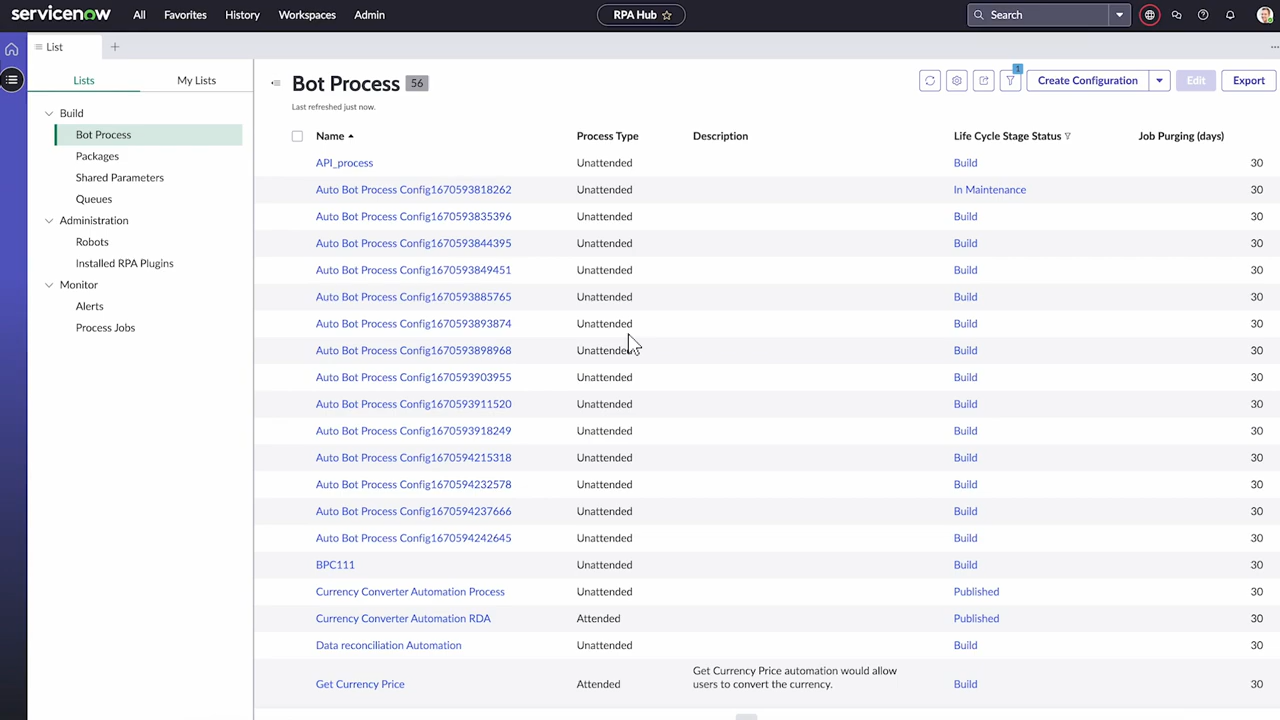 servicenow All Favorites History Workspaces Admin RPA Hub Search
List
Lists My Lists
Build
Bot Process
Packages
Shared Parameters
Queues
Administration
Robots
Installed RPA Plugins
Monitor
Alerts
Process Jobs
Bot Process 56
Last refreshed just now.
1 Create Configuration Edit Export
Name Process Type Description Life Cycle Stage Status Job Purging (days)
API_process Unattended Build 30
Auto Bot Process Config1670593818262 Unattended In Maintenance 30
Auto Bot Process Config1670593835396 Unattended Build 30
Auto Bot Process Config1670593844395 Unattended Build 30
Auto Bot Process Config1670593849451 Unattended Build 30
Auto Bot Process Config1670593885765 Unattended Build 30
Auto Bot Process Config1670593893874 Unattended Build 30
Auto Bot Process Config1670593898968 Unattended Build 30
Auto Bot Process Config1670593903955 Unattended Build 30
Auto Bot Process Config1670593911520 Unattended Build 30
Auto Bot Process Config1670593918249 Unattended Build 30
Auto Bot Process Config1670594215318 Unattended Build 30
Auto Bot Process Config1670594232578 Unattended Build 30
Auto Bot Process Config1670594237666 Unattended Build 30
Auto Bot Process Config1670594242645 Unattended Build 30
BPC111 Unattended Build 30
Currency Converter Automation Process Unattended Published 30
Currency Converter Automation RDA Attended Published 30
Data reconciliation Automation Unattended Build 30
Get Currency Price Attended Get Currency Price automation would allow Build 30
users to convert the currency.